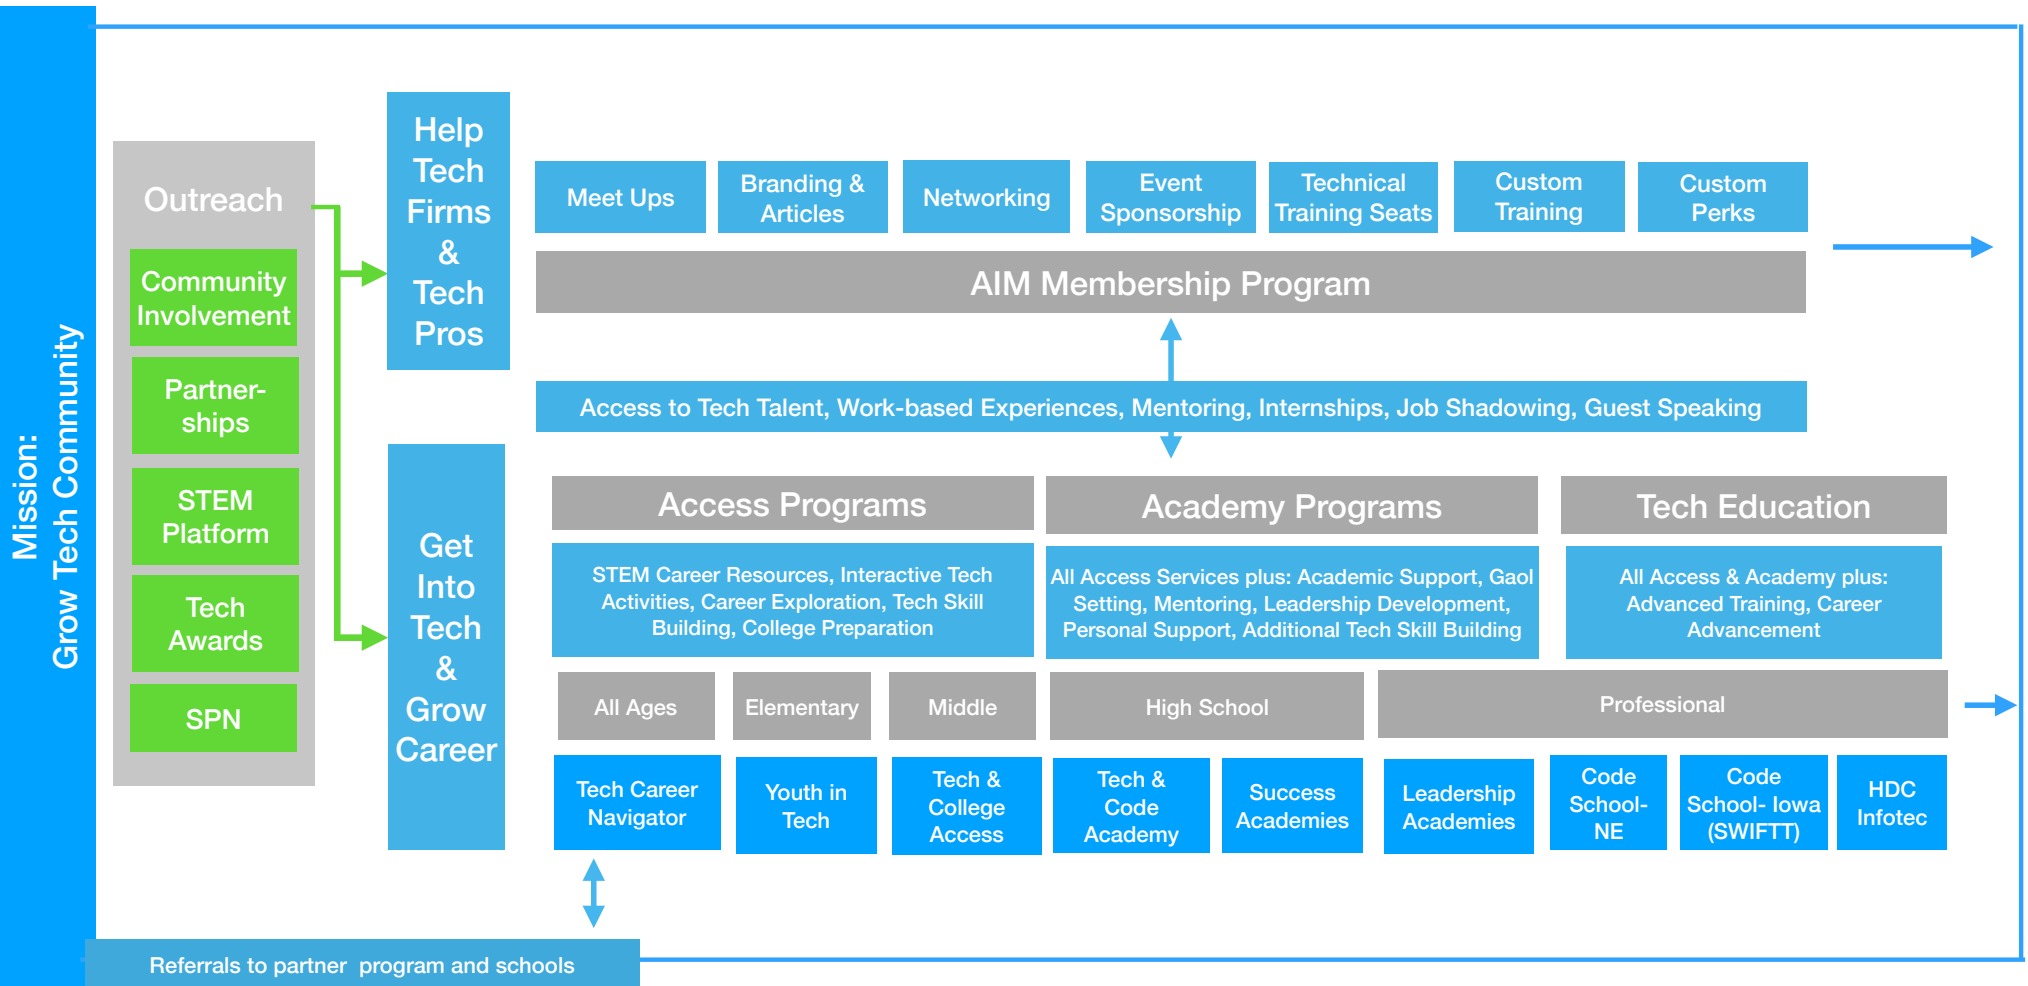 Mission:
Grow Tech Community
Outreach
Community
Involvement
Partner-
ships
STEM
Platform
Tech
Awards
SPN
Help
Tech
Firms
&
Tech
Pros
Meet Ups
Branding &
Articles
Networking
Event
Sponsorship
Technical
Training Seats
Custom
Training
Custom
Perks
AIM Membership Program
Access to Tech Talent, Work-based Experiences, Mentoring, Internships, Job Shadowing, Guest Speaking
Get
Into
Tech
&
Grow
Career
Access Programs
Academy Programs
Tech Education
STEM Career Resources, Interactive Tech
Activities, Career Exploration, Tech Skill
Building, College Preparation
All Access Services plus: Academic Support, Gaol
Setting, Mentoring, Leadership Development,
Personal Support, Additional Tech Skill Building
All Access & Academy plus:
Advanced Training, Career
Advancement
All Ages
Elementary
Middle
High School
Professional
Tech Career
Navigator
Youth in
Tech
Tech &
College
Access
Tech &
Code
Academy
Success
Academies
Leadership
Academies
Code
School-
NE
Code
School- Iowa
(SWIFTT)
HDC
Infotec
Referrals to partner  program and schools